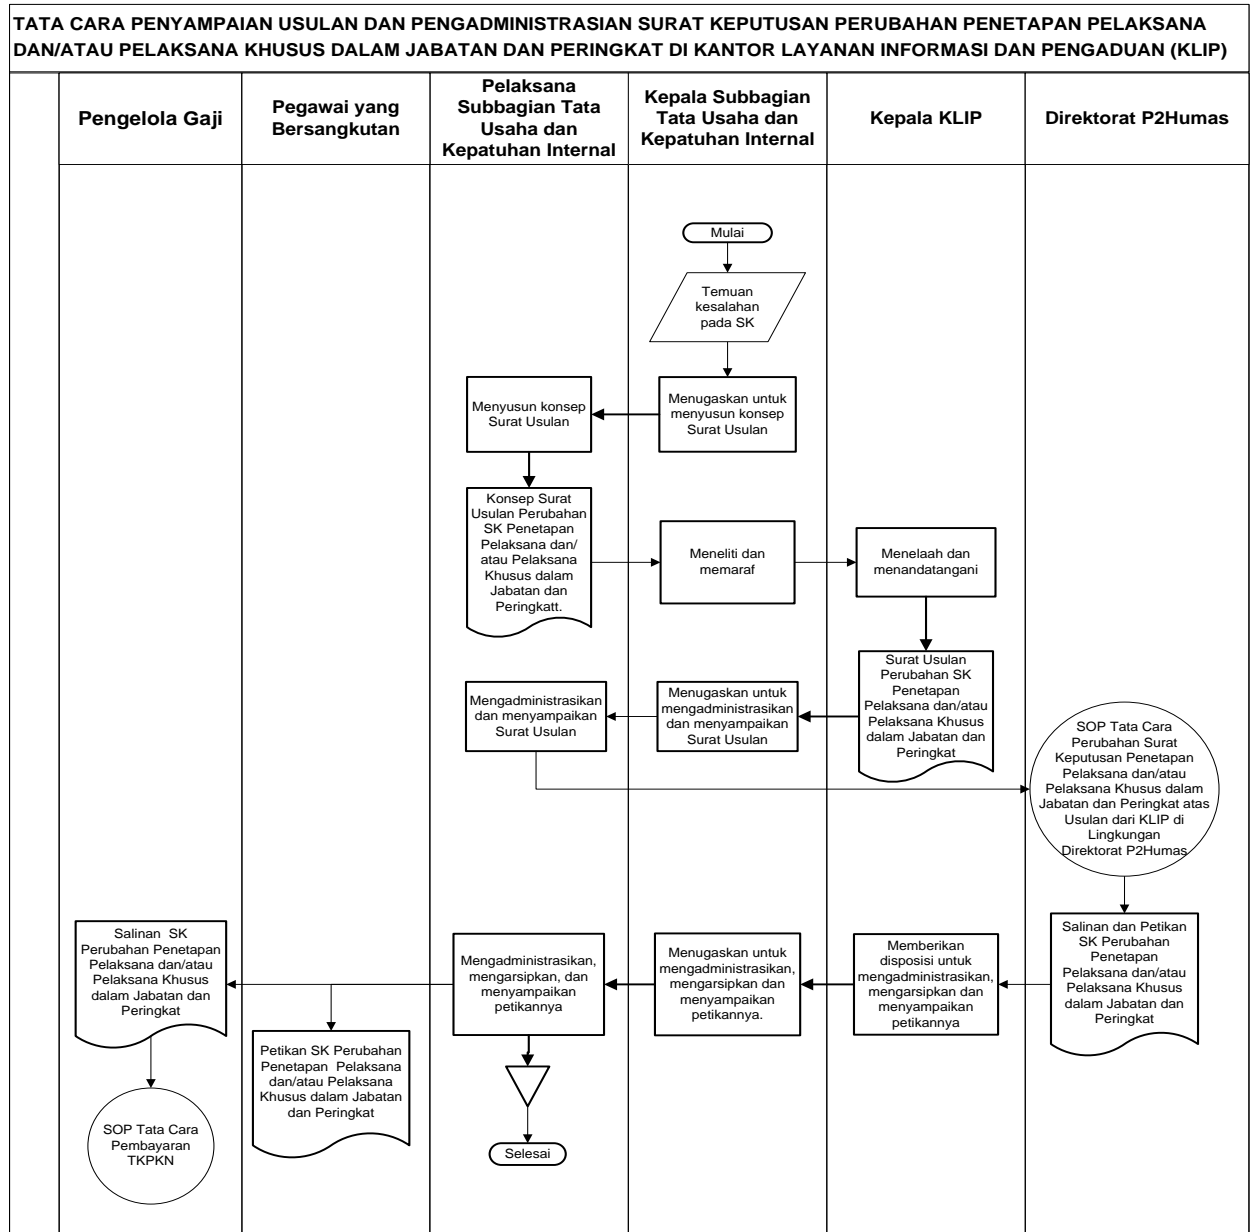 TATA CARA PENYAMPAIAN USULAN DAN PENGADMINISTRASIAN SURAT KEPUTUSAN PERUBAHAN PENETAPAN PELAKSANA
DAN/ATAU PELAKSANA KHUSUS DALAM JABATAN DAN PERINGKAT DI KANTOR LAYANAN INFORMASI DAN PENGADUAN (KLIP)
Pengelola Gaji
Pegawai yang
Bersangkutan
Pelaksana
Subbagian Tata
Usaha dan
Kepatuhan Internal
Kepala Subbagian
Tata Usaha dan
Kepatuhan Internal
Kepala KLIP
Direktorat P2Humas
Mulai
Temuan
kesalahan
pada SK
Menugaskan untuk
menyusun konsep
Surat Usulan
Menyusun konsep
Surat Usulan
Konsep Surat
Usulan Perubahan
SK Penetapan
Pelaksana dan/
atau Pelaksana
Khusus dalam
Jabatan dan
Peringkatt.
Meneliti dan
memaraf
Menelaah dan
menandatangani
Surat Usulan
Perubahan SK
Penetapan
Pelaksana dan/atau
Pelaksana Khusus
dalam Jabatan dan
Peringkat
Menugaskan untuk
mengadministrasikan
dan menyampaikan
Surat Usulan
Mengadministrasikan
dan menyampaikan
Surat Usulan
SOP Tata Cara
Perubahan Surat
Keputusan Penetapan
Pelaksana dan/atau
Pelaksana Khusus dalam
Jabatan dan Peringkat atas
Usulan dari KLIP di
Lingkungan
Direktorat P2Humas
Salinan dan Petikan
SK Perubahan
Penetapan
Pelaksana dan/atau
Pelaksana Khusus
dalam Jabatan dan
Peringkat
Memberikan
disposisi untuk
mengadministrasikan,
mengarsipkan dan
menyampaikan
petikannya
Menugaskan untuk
mengadministrasikan,
mengarsipkan dan
menyampaikan
petikannya.
Mengadministrasikan,
mengarsipkan, dan
menyampaikan
petikannya
Salinan SK
Perubahan Penetapan
Pelaksana dan/atau
Pelaksana Khusus
dalam Jabatan dan
Peringkat
Petikan SK Perubahan
Penetapan Pelaksana
dan/atau Pelaksana
Khusus dalam Jabatan
dan Peringkat
SOP Tata Cara
Pembayaran
TKPKN
Selesai